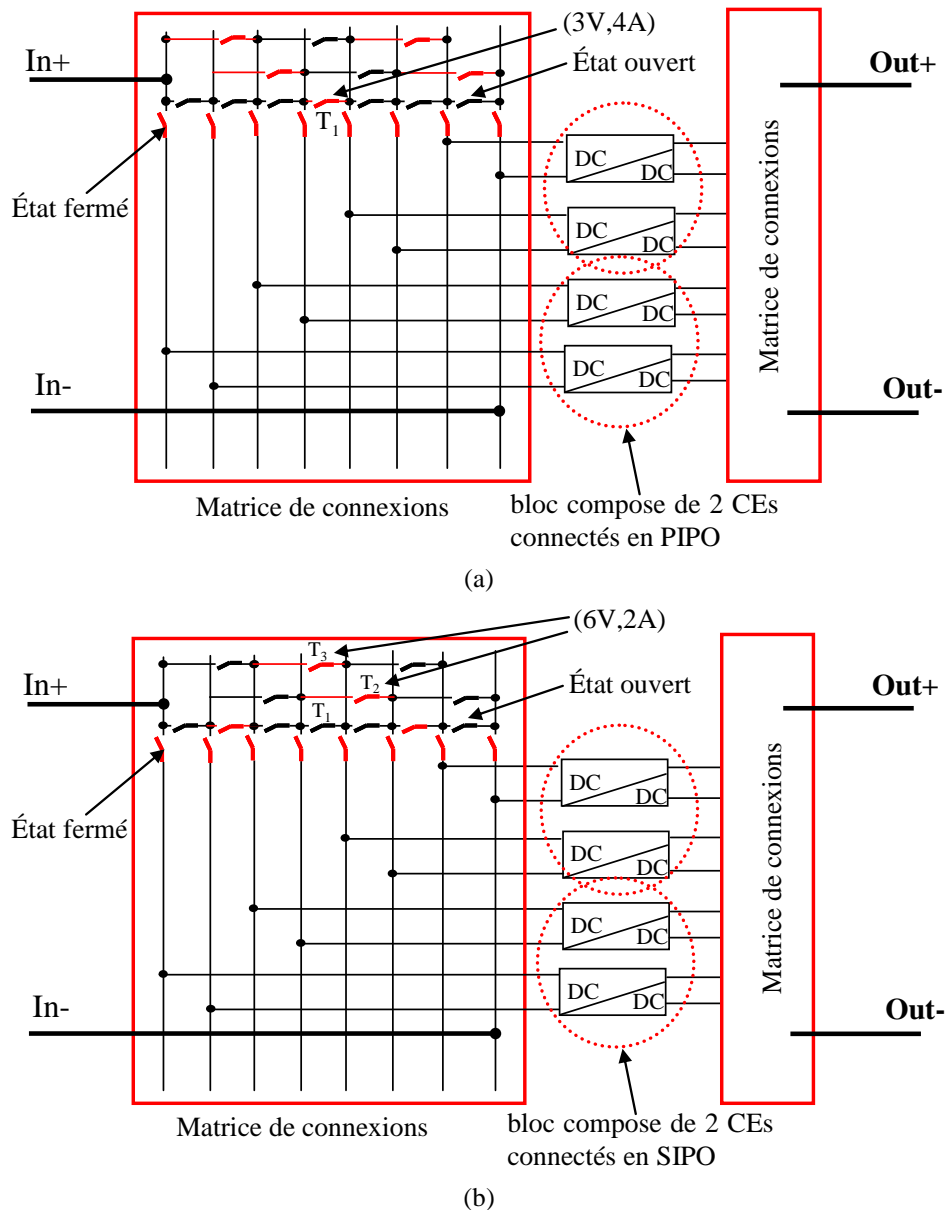 (3V,4A)
In+
État ouvert
Out+
T1
DC
DC
État fermé
DC
DC
DC
DC
DC
DC
Matrice de connexions
In-
Out-
Matrice de connexions
bloc compose de 2 CEs
connectés en PIPO
(a)
(6V,2A)
T3
In+
T2
État ouvert
Out+
T1
DC
DC
État fermé
DC
DC
DC
DC
DC
DC
Matrice de connexions
In-
Out-
Matrice de connexions
bloc compose de 2 CEs
connectés en SIPO
(b)